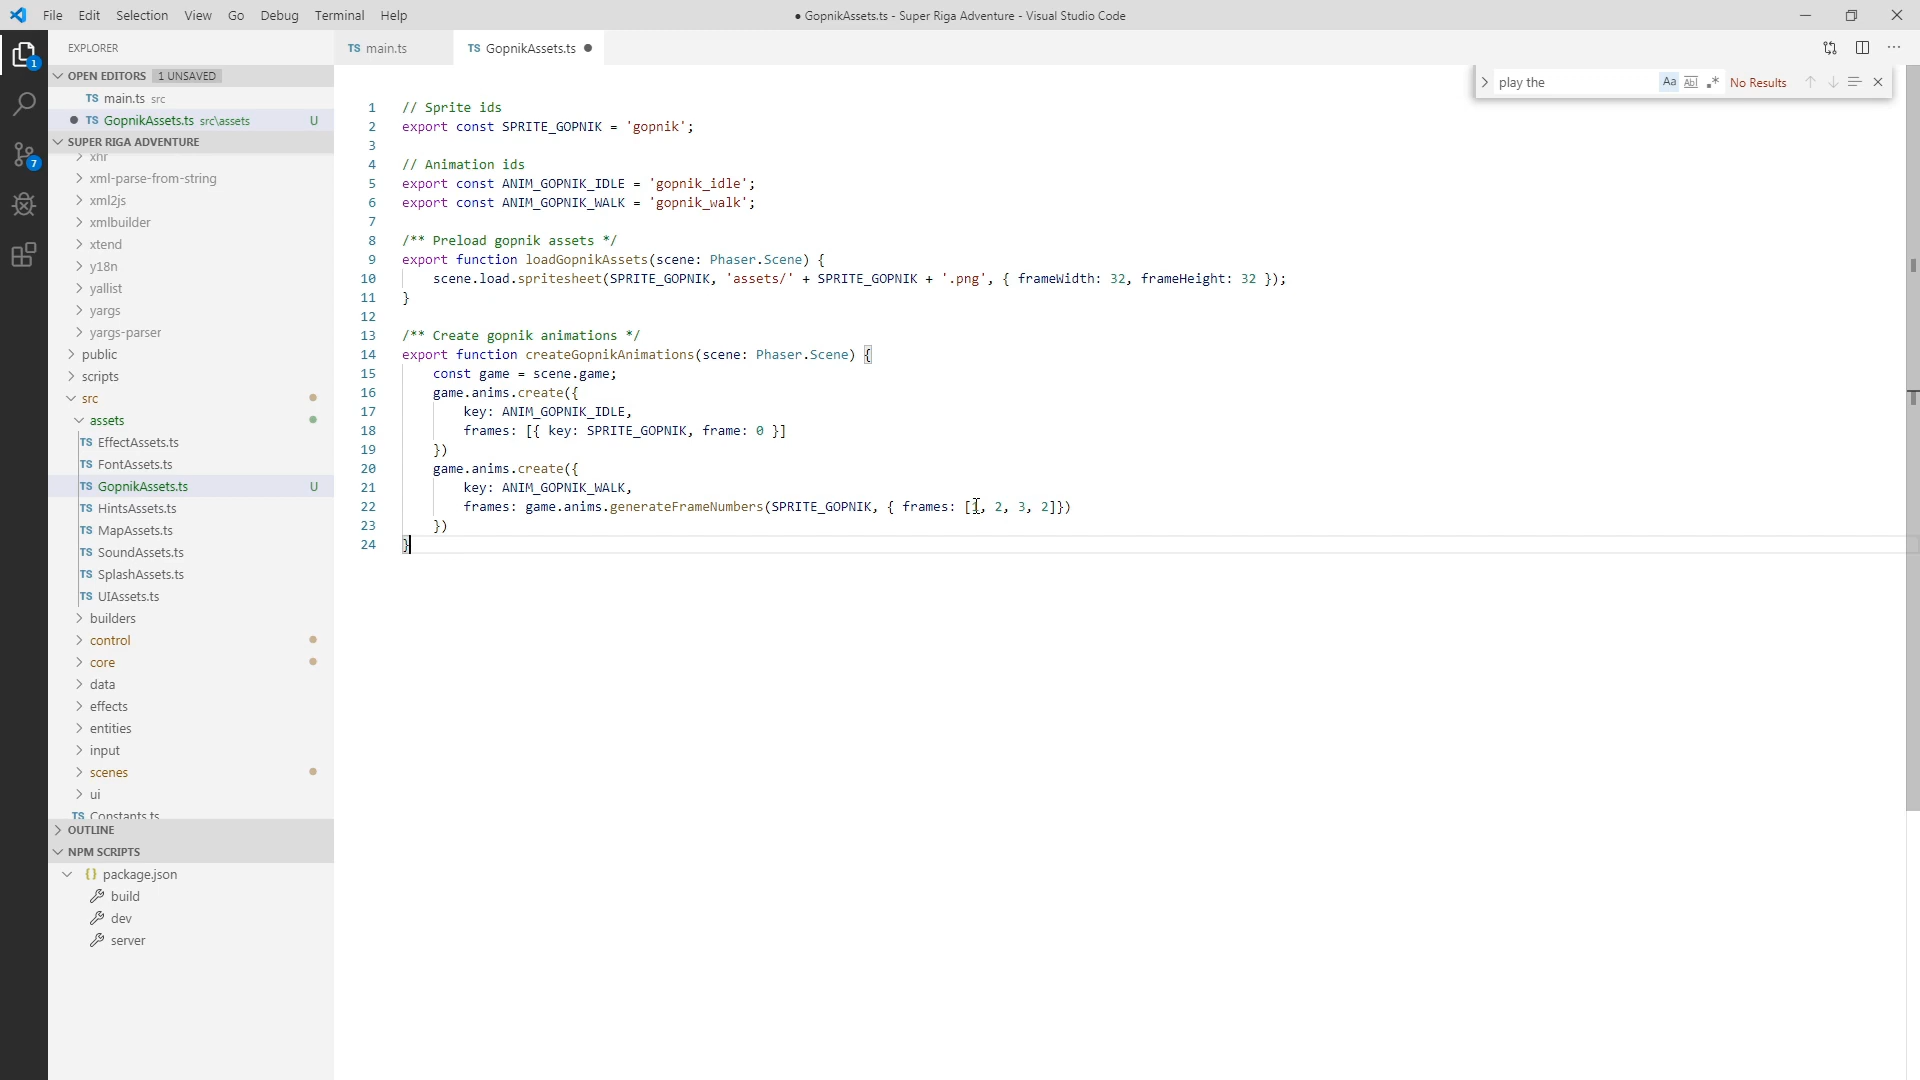 File Edit Selection View Go Debug Terminal Help
● GopnikAssets.ts - Super Riga Adventure - Visual Studio Code
EXPLORER
OPEN EDITORS 1 UNSAVED
TS main.ts src
● TS GopnikAssets.ts src\assets U
SUPER RIGA ADVENTURE
xhr
xml-parse-from-string
xml2js
xmlbuilder
xtend
y18n
yallist
yargs
yargs-parser
public
scripts
src
assets
TS EffectAssets.ts
TS FontAssets.ts
TS GopnikAssets.ts U
TS HintsAssets.ts
TS MapAssets.ts
TS SoundAssets.ts
TS SplashAssets.ts
TS UIAssets.ts
builders
control
core
data
effects
entities
input
scenes
ui
TS Constants.ts
OUTLINE
NPM SCRIPTS
{} package.json
build
dev
server
1
7
TS main.ts
TS GopnikAssets.ts ●
play the Aa Abl .* No Results
1 // Sprite ids
2 export const SPRITE_GOPNIK = 'gopnik';
3
4 // Animation ids
5 export const ANIM_GOPNIK_IDLE = 'gopnik_idle';
6 export const ANIM_GOPNIK_WALK = 'gopnik_walk';
7
8 /** Preload gopnik assets */
9 export function loadGopnikAssets(scene: Phaser.Scene) {
10 scene.load.spritesheet(SPRITE_GOPNIK, 'assets/' + SPRITE_GOPNIK + '.png', { frameWidth: 32, frameHeight: 32 });
11 }
12
13 /** Create gopnik animations */
14 export function createGopnikAnimations(scene: Phaser.Scene) {
15 const game = scene.game;
16 game.anims.create({
17 key: ANIM_GOPNIK_IDLE,
18 frames: [{ key: SPRITE_GOPNIK, frame: 0 }]
19 })
20 game.anims.create({
21 key: ANIM_GOPNIK_WALK,
22 frames: game.anims.generateFrameNumbers(SPRITE_GOPNIK, { frames: [1, 2, 3, 2]})
23 })
24 }